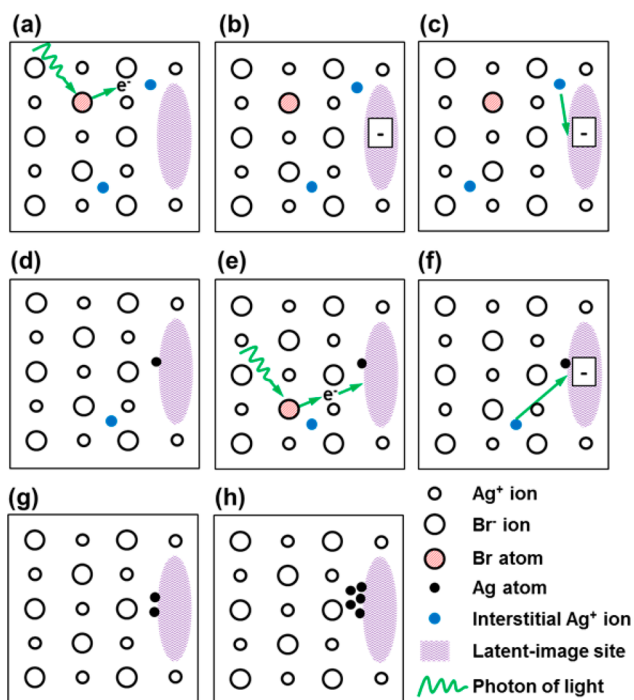 (a) (b) (c)
e⁻
-
-
(d) (e) (f)
e⁻
-
(g) (h)
Ag⁺ ion
Br⁻ ion
Br atom
Ag atom
Interstitial Ag⁺ ion
Latent-image site
Photon of light